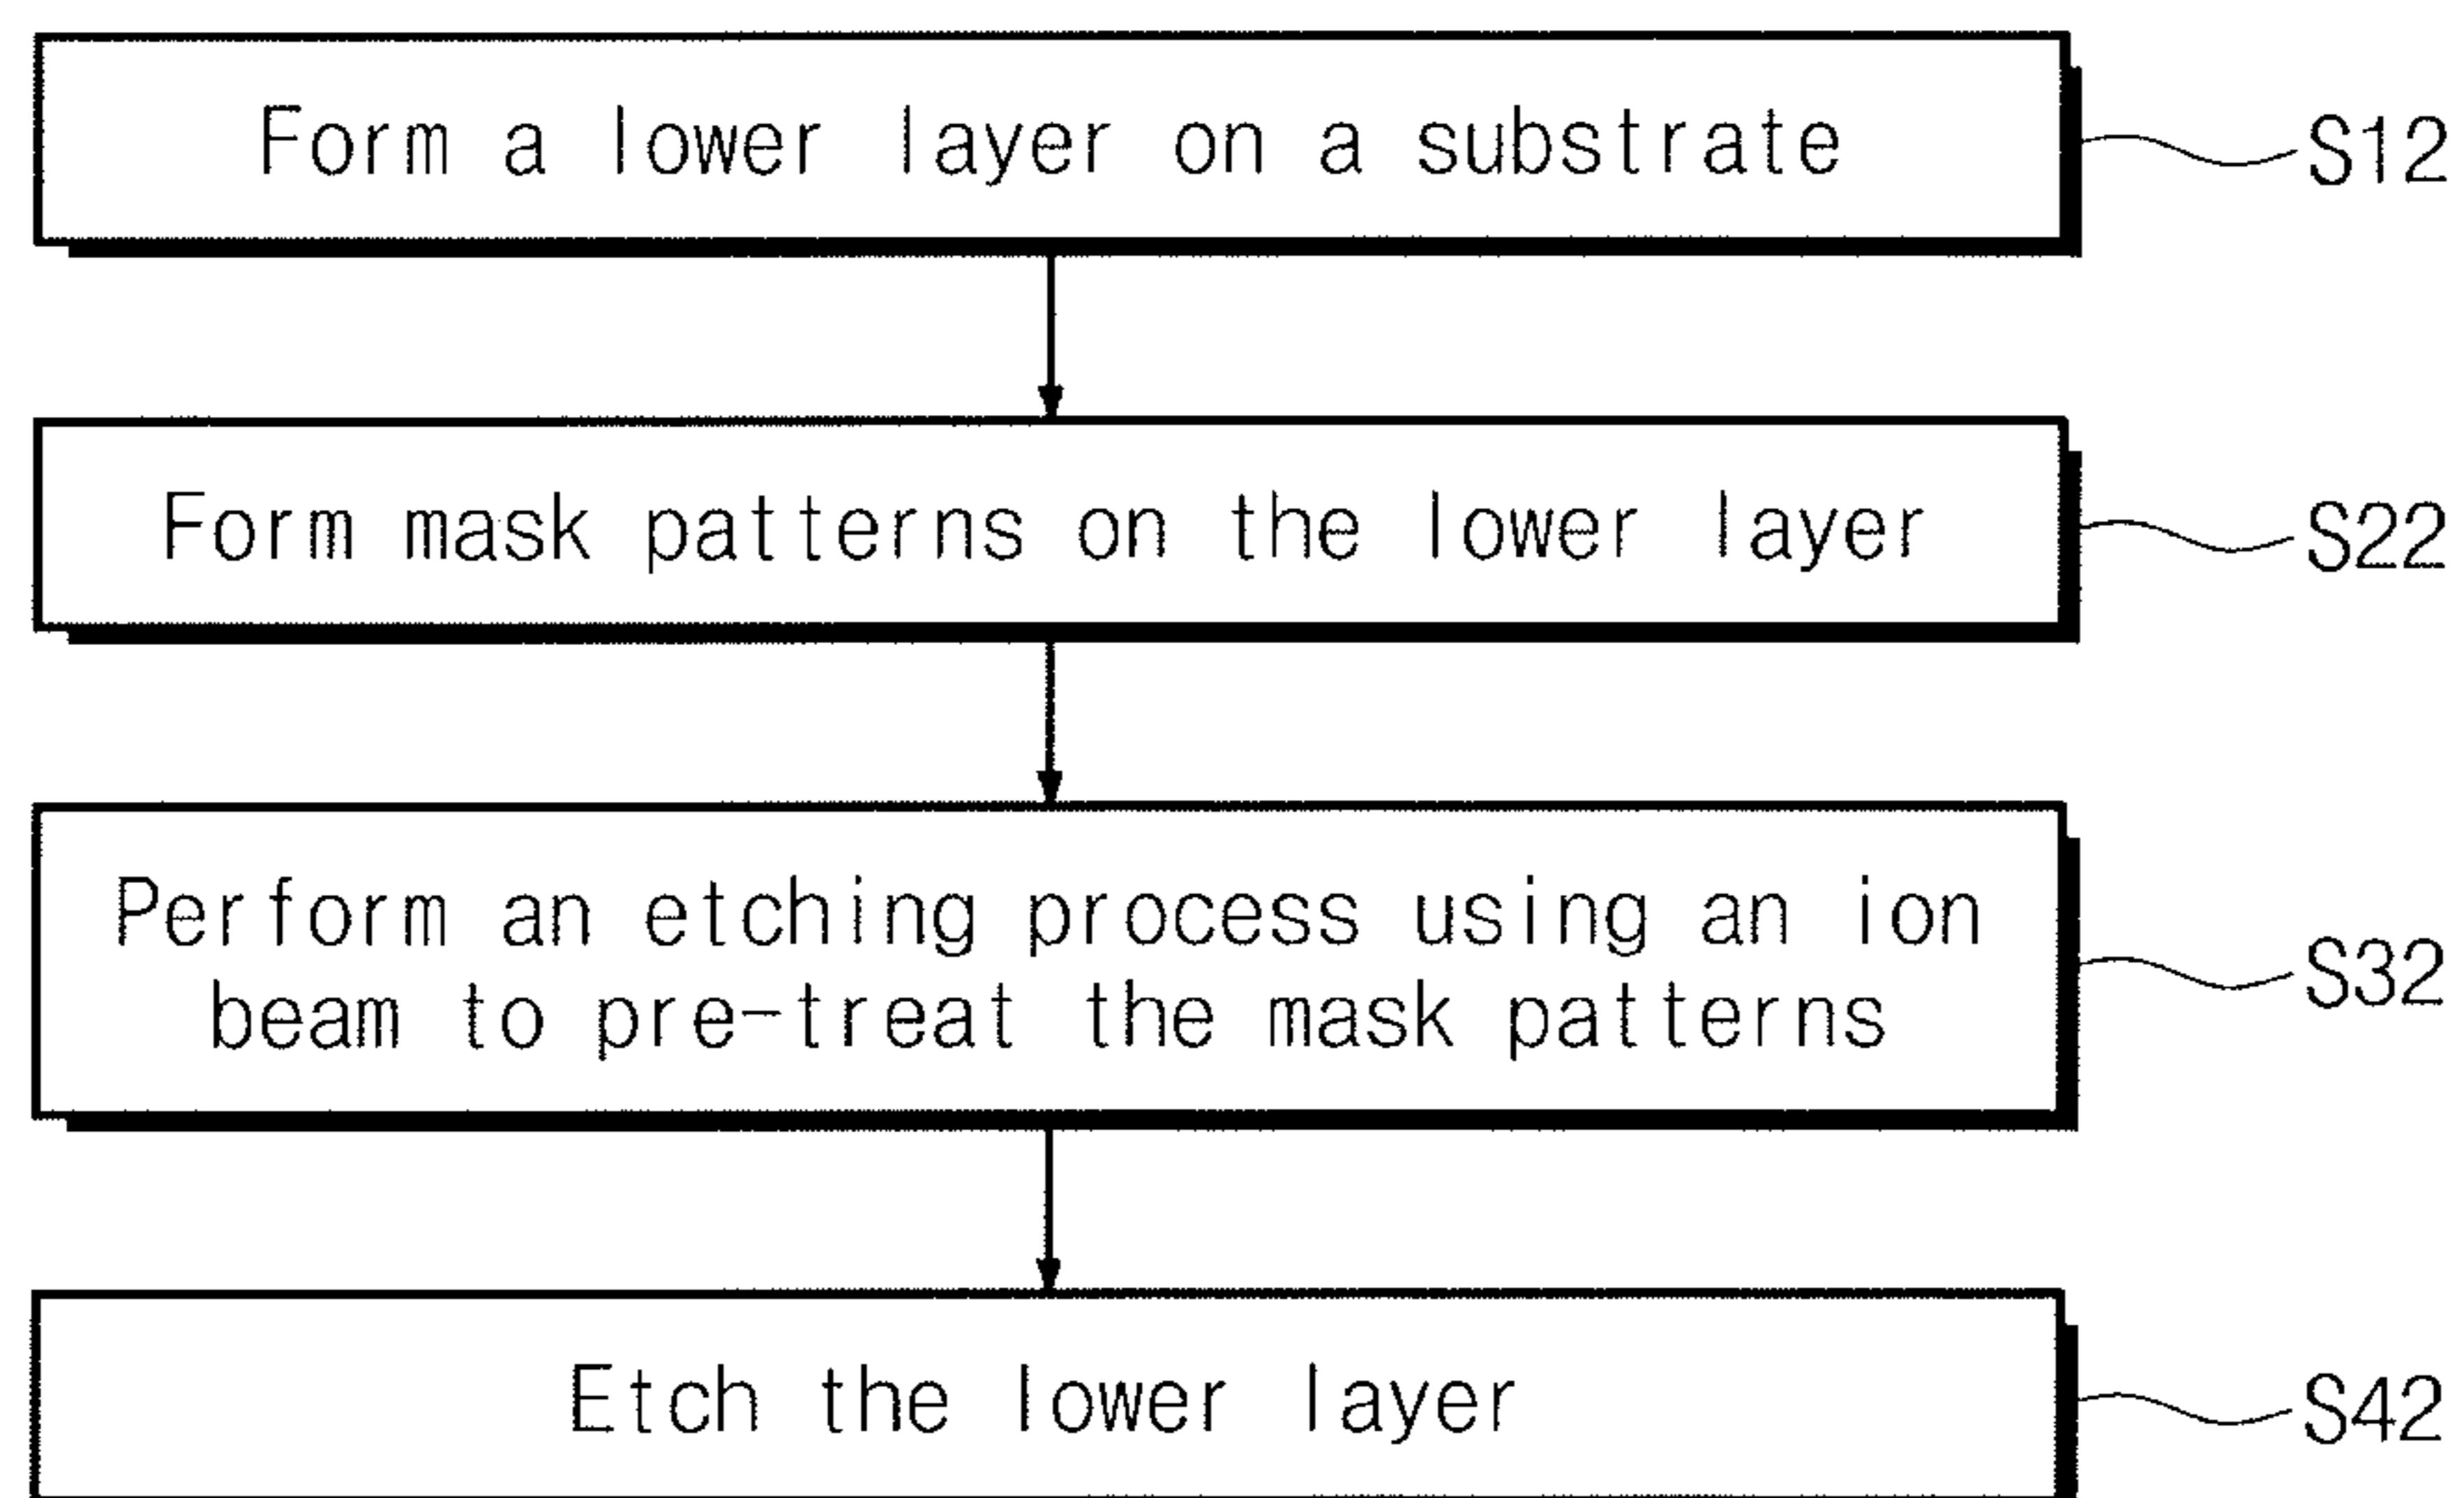 Form a lower layer on a substrate
S12
Form mask patterns on the lower layer
S22
Perform an etching process using an ion
beam to pre-treat the mask patterns
S32
Etch the lower layer
S42